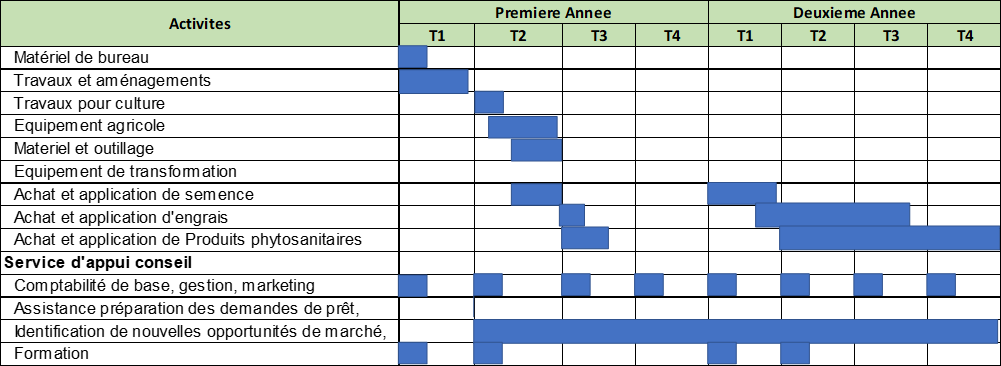 Activites
Premiere Annee
Deuxieme Annee
T1 T2 T3 T4 T1 T2 T3 T4
Matériel de bureau
Travaux et aménagements
Travaux pour culture
Equipement agricole
Materiel et outillage
Equipement de transformation
Achat et application de semence
Achat et application d'engrais
Achat et application de Produits phytosanitaires
Service d'appui conseil
Comptabilité de base, gestion, marketing
Assistance préparation des demandes de prêt,
Identification de nouvelles opportunités de marché,
Formation